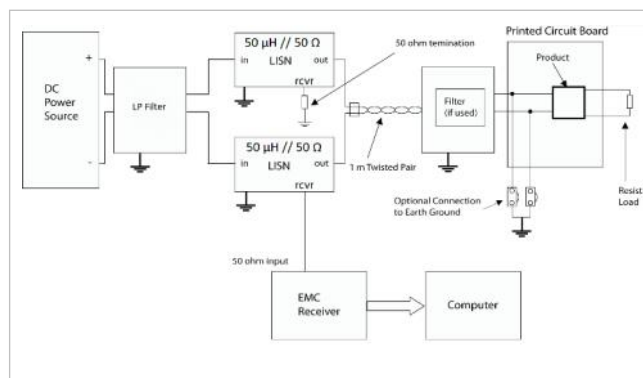 Printed Circuit Board
Product
50 µH // 50 Ω
LISN
in
out
rcvr
50 ohm temination
DC
Power
Source
+
-
LP Filter
Filter
(if used)
1 m Twisted Pair
50 µH // 50 Ω
LISN
in
out
rcvr
Resist
Load
Optional Connection
to Earth Ground
50 ohm input
EMC
Receiver
Computer